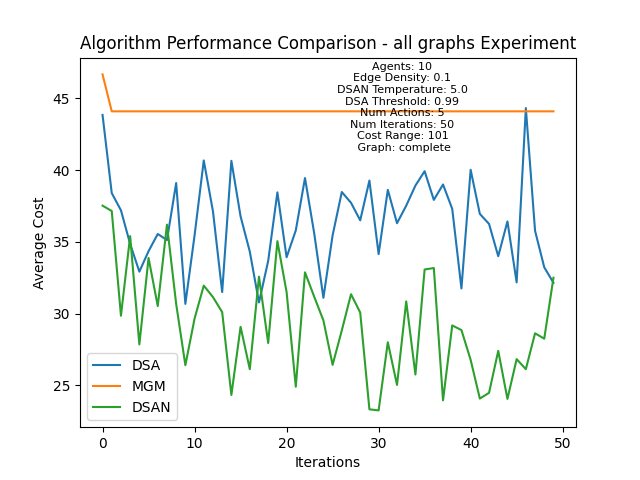 Algorithm Performance Comparison - all graphs Experiment
Agents: 10
Edge Density: 0.1
DSAN Temperature: 5.0
DSA Threshold: 0.99
Num Actions: 5
Num Iterations: 50
Cost Range: 101
Graph: complete
45
40
35
30
25
Average Cost
DSA
MGM
DSAN
0
10
20
30
40
50
Iterations